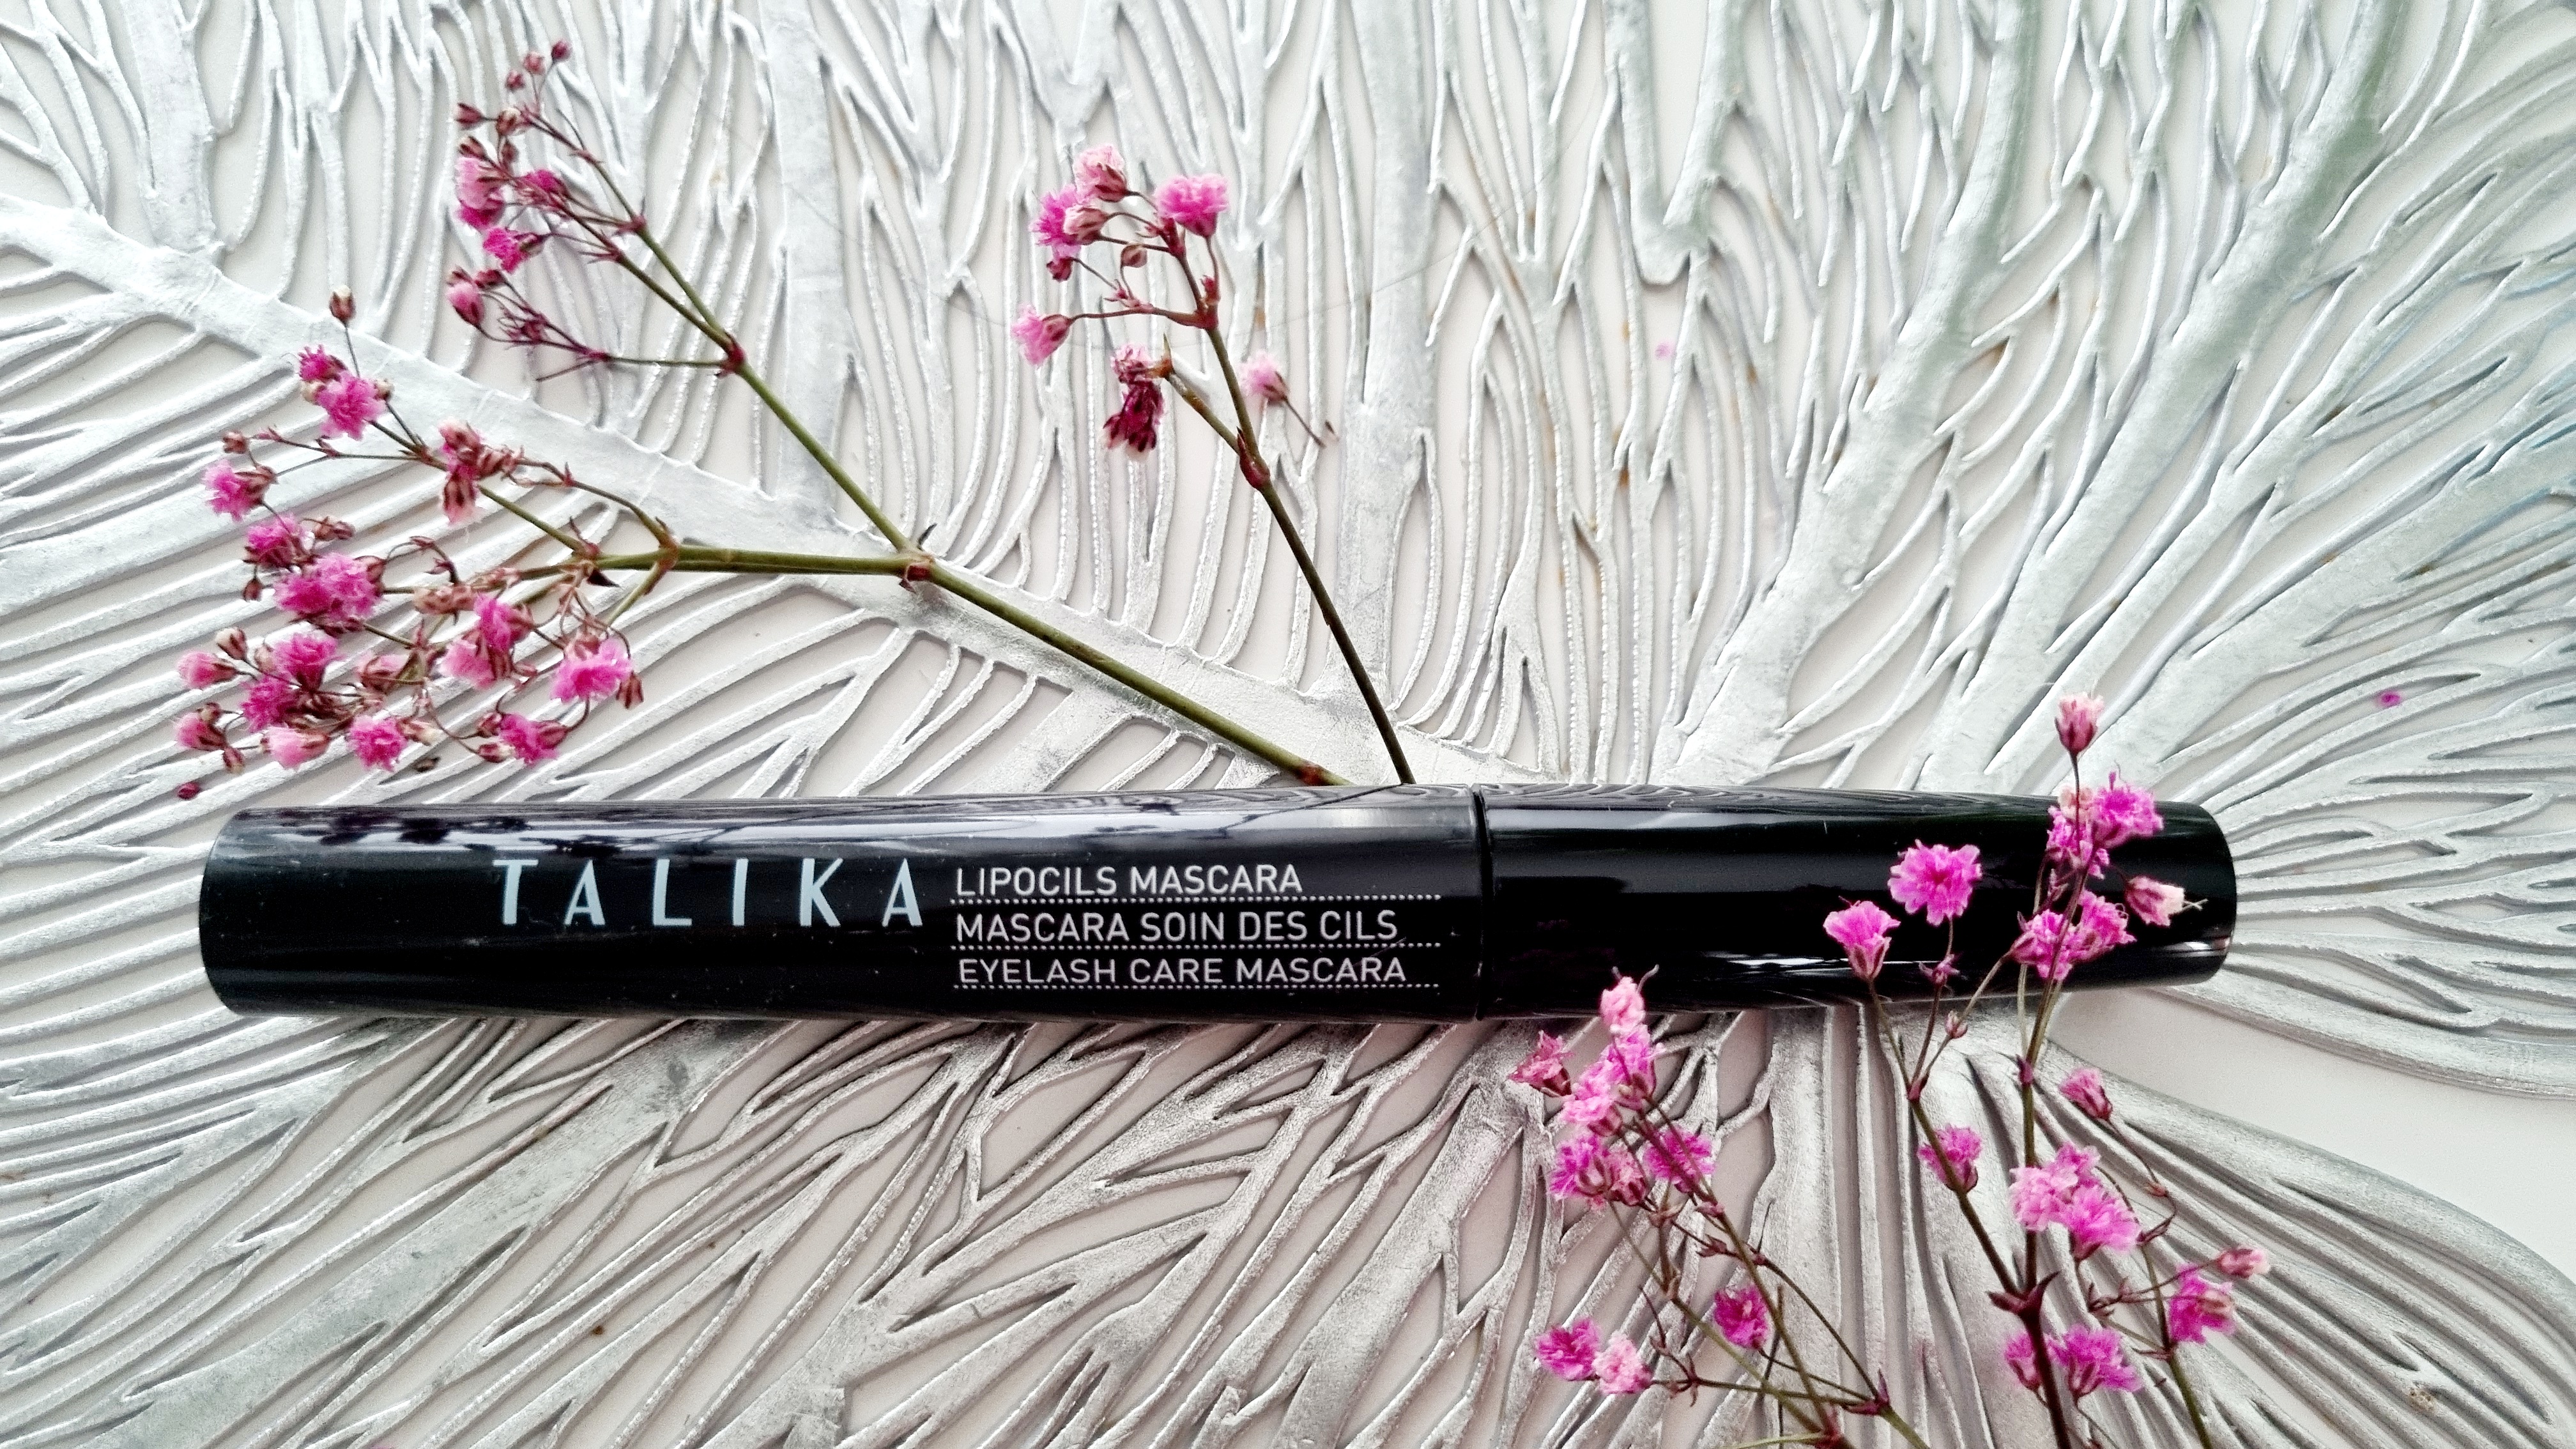 TALIKA
LIPOCILS MASCARA
MASCARA SOIN DES CILS
EYELASH CARE MASCARA